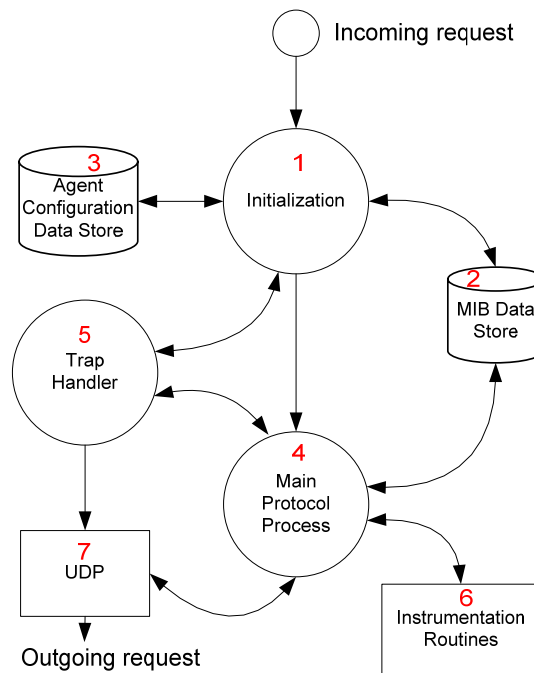 Incoming request
1
Initialization
3
Agent
Configuration
Data Store
2
MIB Data
Store
5
Trap
Handler
4
Main
Protocol
Process
7
UDP
6
Instrumentation
Routines
Outgoing request